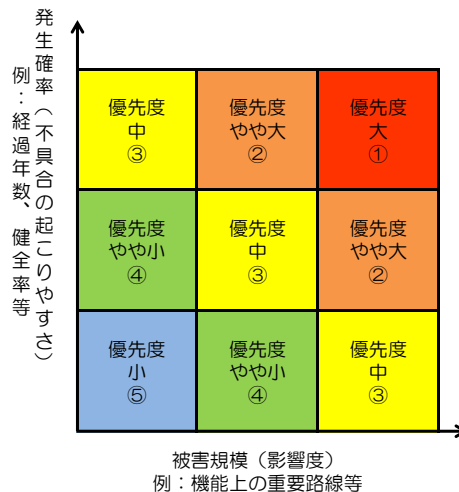 発生確率（不具合の起こりやすさ）
例：経過年数、健全率等
優先度
中
③
優先度
やや大
②
優先度
大
①
優先度
やや小
④
優先度
中
③
優先度
やや大
②
優先度
小
⑤
優先度
やや小
④
優先度
中
③
被害規模（影響度）
例：機能上の重要路線等